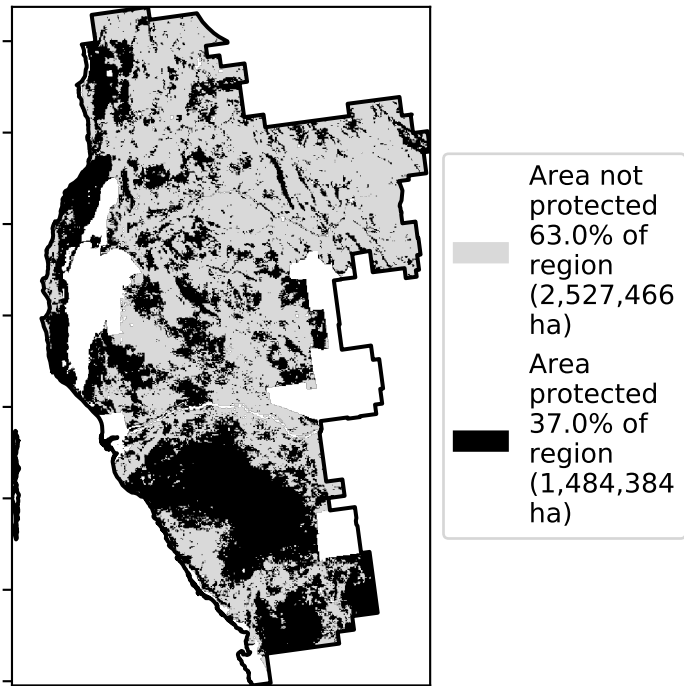 Area not
protected
63.0% of
region
(2,527,466
ha)
Area
protected
37.0% of
region
(1,484,384
ha)